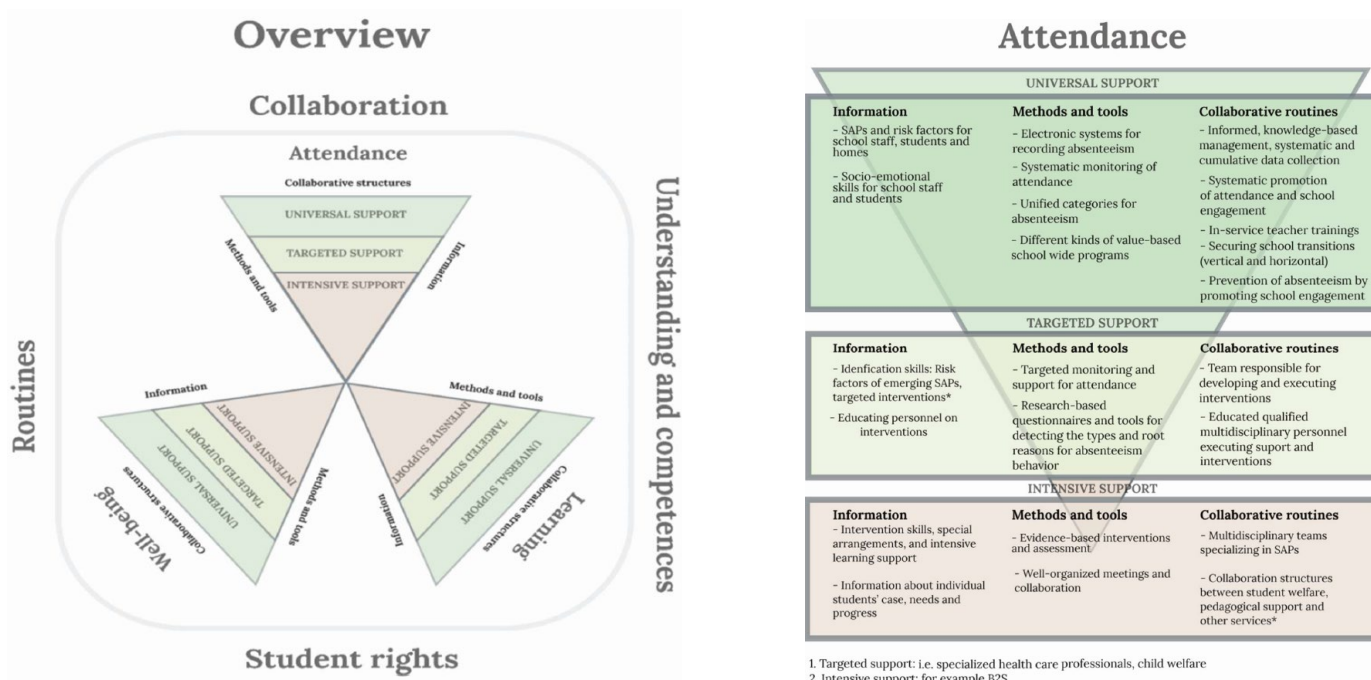 Overview
Collaboration
Attendance
Collaborative structures
UNIVERSAL SUPPORT
TARGETED SUPPORT
INTENSIVE SUPPORT
Methods and tools
Information
Routines
Understanding and competences
Information
INTENSIVE SUPPORT
TARGETED SUPPORT
UNIVERSAL SUPPORT
Collaborative structures
Methods and tools
Well-being
Methods and tools
INTENSIVE SUPPORT
TARGETED SUPPORT
UNIVERSAL SUPPORT
Collaborative structures
Information
Learning
Student rights
Attendance
UNIVERSAL SUPPORT
Information
- SAPs and risk factors for
school staff, students and
homes
- Socio-emotional
skills for school staff
and students
Methods and tools
- Electronic systems for
recording absenteeism
- Systematic monitoring of
attendance
- Unified categories for
absenteeism
- Different kinds of value-based
school wide programs
Collaborative routines
- Informed, knowledge-based
management, systematic and
cumulative data collection
- Systematic promotion
of attendance and school
engagement
- In-service teacher trainings
- Securing school transitions
(vertical and horizontal)
- Prevention of absenteeism by
promoting school engagement
TARGETED SUPPORT
Information
- Idenfication skills: Risk
factors of emerging SAPs,
targeted interventions*
- Educating personnel on
interventions
Methods and tools
- Targeted monitoring and
support for attendance
- Research-based
questionnaires and tools for
detecting the types and root
reasons for absenteeism
behavior
Collaborative routines
- Team responsible for
developing and executing
interventions
- Educated qualified
multidisciplinary personnel
executing suport and
interventions
INTENSIVE SUPPORT
Information
- Intervention skills, special
arrangements, and intensive
learning support
- Information about individual
students' case, needs and
progress
Methods and tools
- Evidence-based interventions
and assessment
- Well-organized meetings and
collaboration
Collaborative routines
- Multidisciplinary teams
specializing in SAPs
- Collaboration structures
between student welfare,
pedagogical support and
other services*
1. Targeted support: i.e. specialized health care professionals, child welfare
2. Intensive support: for example B2S